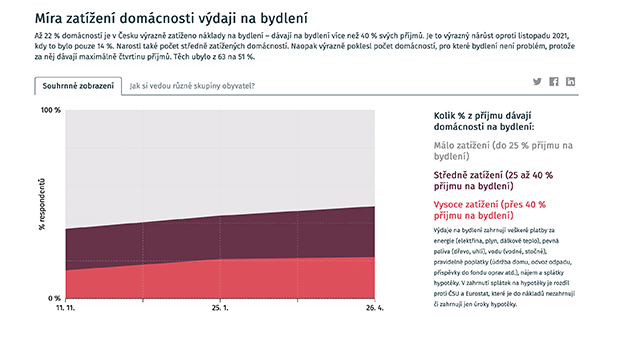 Míra zatížení domácnosti výdaji na bydlení
Až 22 % domácností je v Česku výrazně zatíženo náklady na bydlení – dávají na bydlení více než 40 % svých příjmů. Je to výrazný nárůst oproti listopadu 2021,
kdy to bylo pouze 14 %. Narostl také počet středně zatížených domácností. Naopak výrazně poklesl počet domácností, pro které bydlení není problém, protože
za něj dávají maximálně čtvrtinu příjmů. Těch ubylo z 63 na 51 %.
Souhrnné zobrazení
Jak si vedou různé skupiny obyvatel?
100 %
% respondentů
0 %
11. 11.
25. 1.
26. 4.
Kolik % z příjmu dávají
domácnosti na bydlení:
Málo zatížení (do 25 % příjmu na
bydlení)
Středně zatížení (25 až 40 %
příjmu na bydlení)
Vysoce zatížení (přes 40 %
příjmu na bydlení)
Výdaje na bydlení zahrnují veškeré platby za
energie (elektřina, plyn, dálkové teplo), pevná
paliva (dřevo, uhlí), vodu (vodné, stočné),
pravidelné poplatky (údržba domu, odvoz odpadu,
příspěvky do fondu oprav atd.), nájem a splátky
hypotéky. V zahrnutí splátek na hypotéky je rozdíl
proti ČSU a Eurostat, které je do nákladů nezahrnují
či zahrnují jen úroky hypotéky.